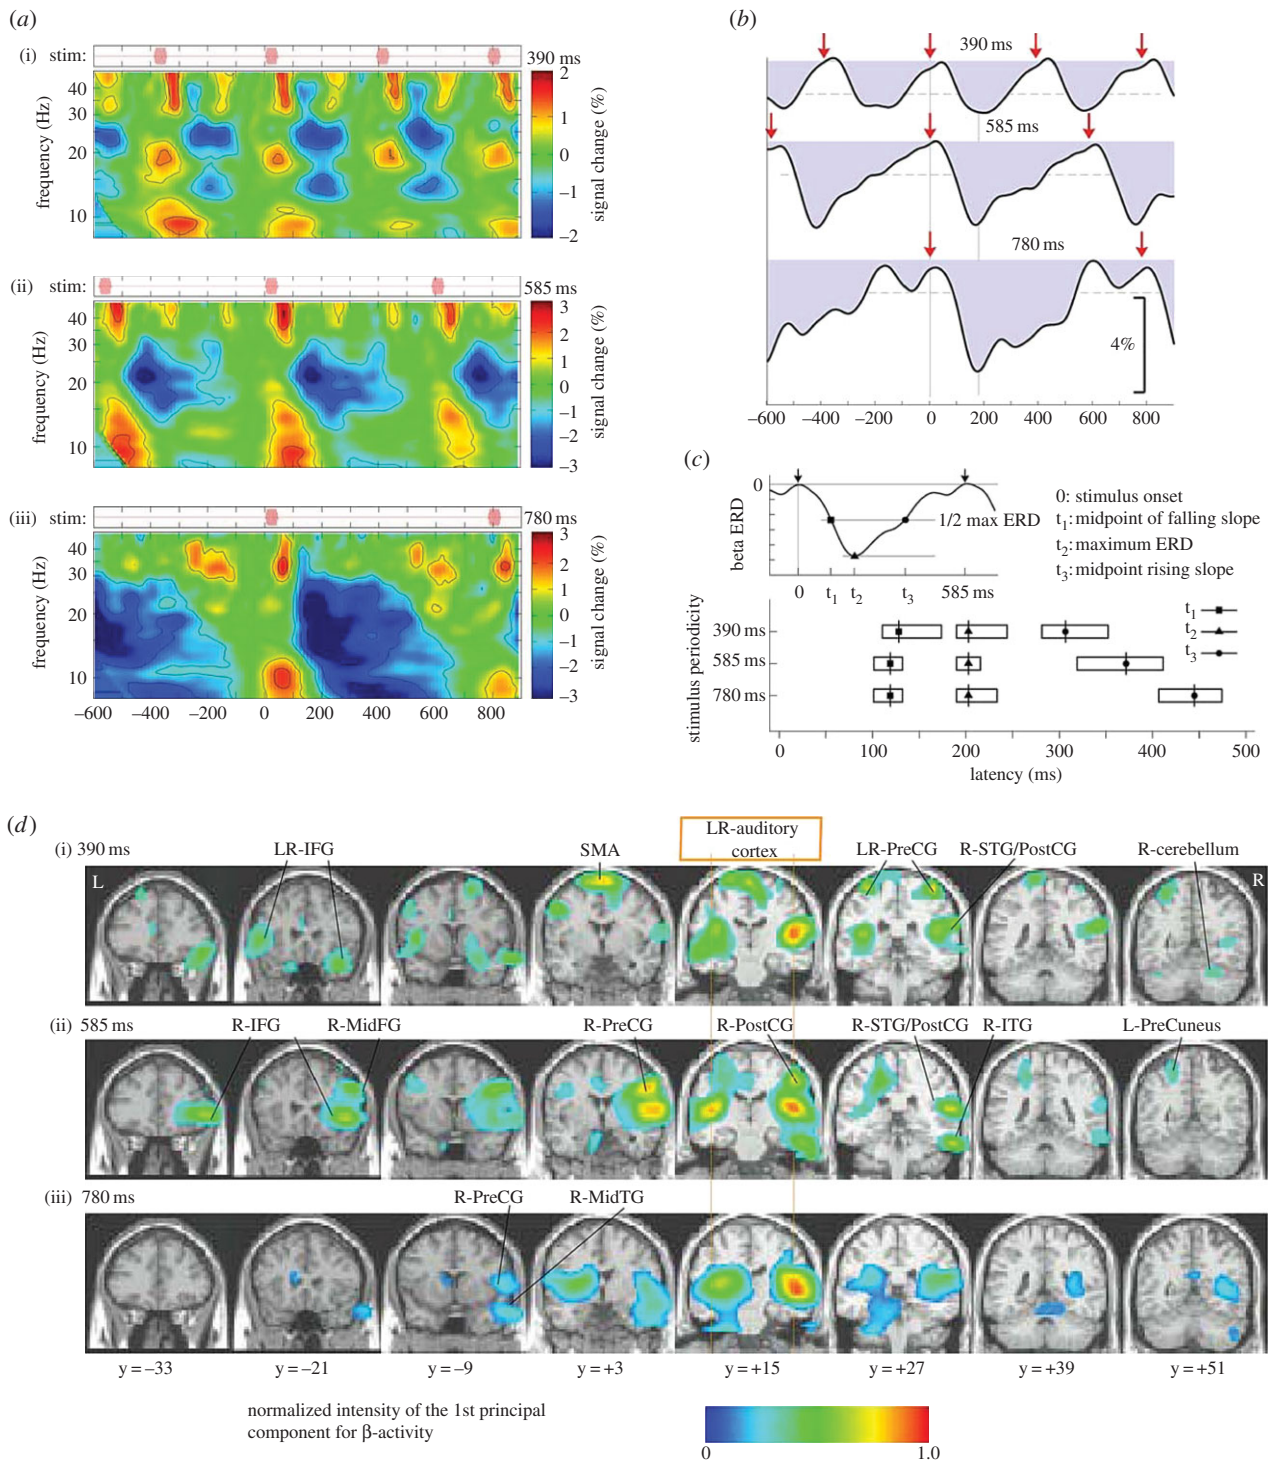 (a)
(i) stim: 390 ms
frequency (Hz)
40
30
20
10
2
1
0
–1
–2
signal change (%)
(ii) stim: 585 ms
frequency (Hz)
40
30
20
10
3
2
1
0
–1
–2
–3
signal change (%)
(iii) stim: 780 ms
frequency (Hz)
40
30
20
10
3
2
1
0
–1
–2
–3
signal change (%)
–600 –400 –200 0 200 400 600 800
(b)
390 ms
585 ms
780 ms
4%
–600 –400 –200 0 200 400 600 800
(c)
beta ERD
0
1/2 max ERD
0 t1 t2 t3 585 ms
0: stimulus onset
t1: midpoint of falling slope
t2: maximum ERD
t3: midpoint rising slope
stimulus periodicity
390 ms
585 ms
780 ms
t1
t2
t3
0 100 200 300 400 500
latency (ms)
(d)
(i) 390 ms
LR-IFG
SMA
LR-auditory
cortex
LR-PreCG
R-STG/PostCG
R-cerebellum
L
R
(ii) 585 ms
R-IFG
R-MidFG
R-PreCG
R-PostCG
R-STG/PostCG
R-ITG
L-PreCuneus
(iii) 780 ms
R-PreCG
R-MidTG
y = –33 y = –21 y = –9 y = +3 y = +15 y = +27 y = +39 y = +51
normalized intensity of the 1st principal
component for β-activity
0 1.0